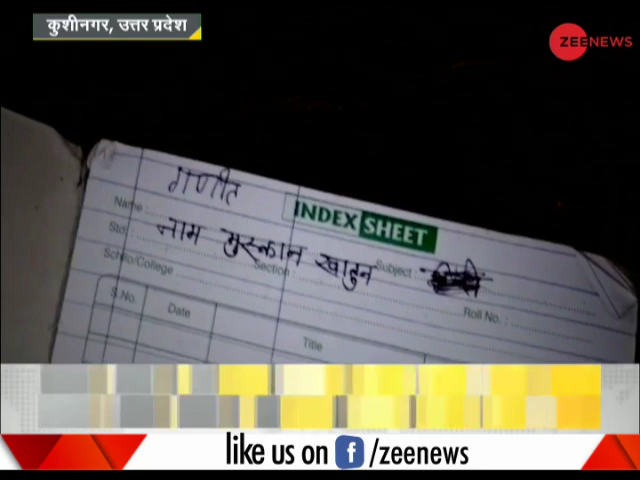 कुशीनगर, उत्तर प्रदेश
ZEENEWS
गणीत
INDEX SHEET
Name :
नाम मुस्कान खातुन
Std.
Section
Subject :
Scholl/College
Roll No. :
S.No.
Date
Title
like us on f/zeenews